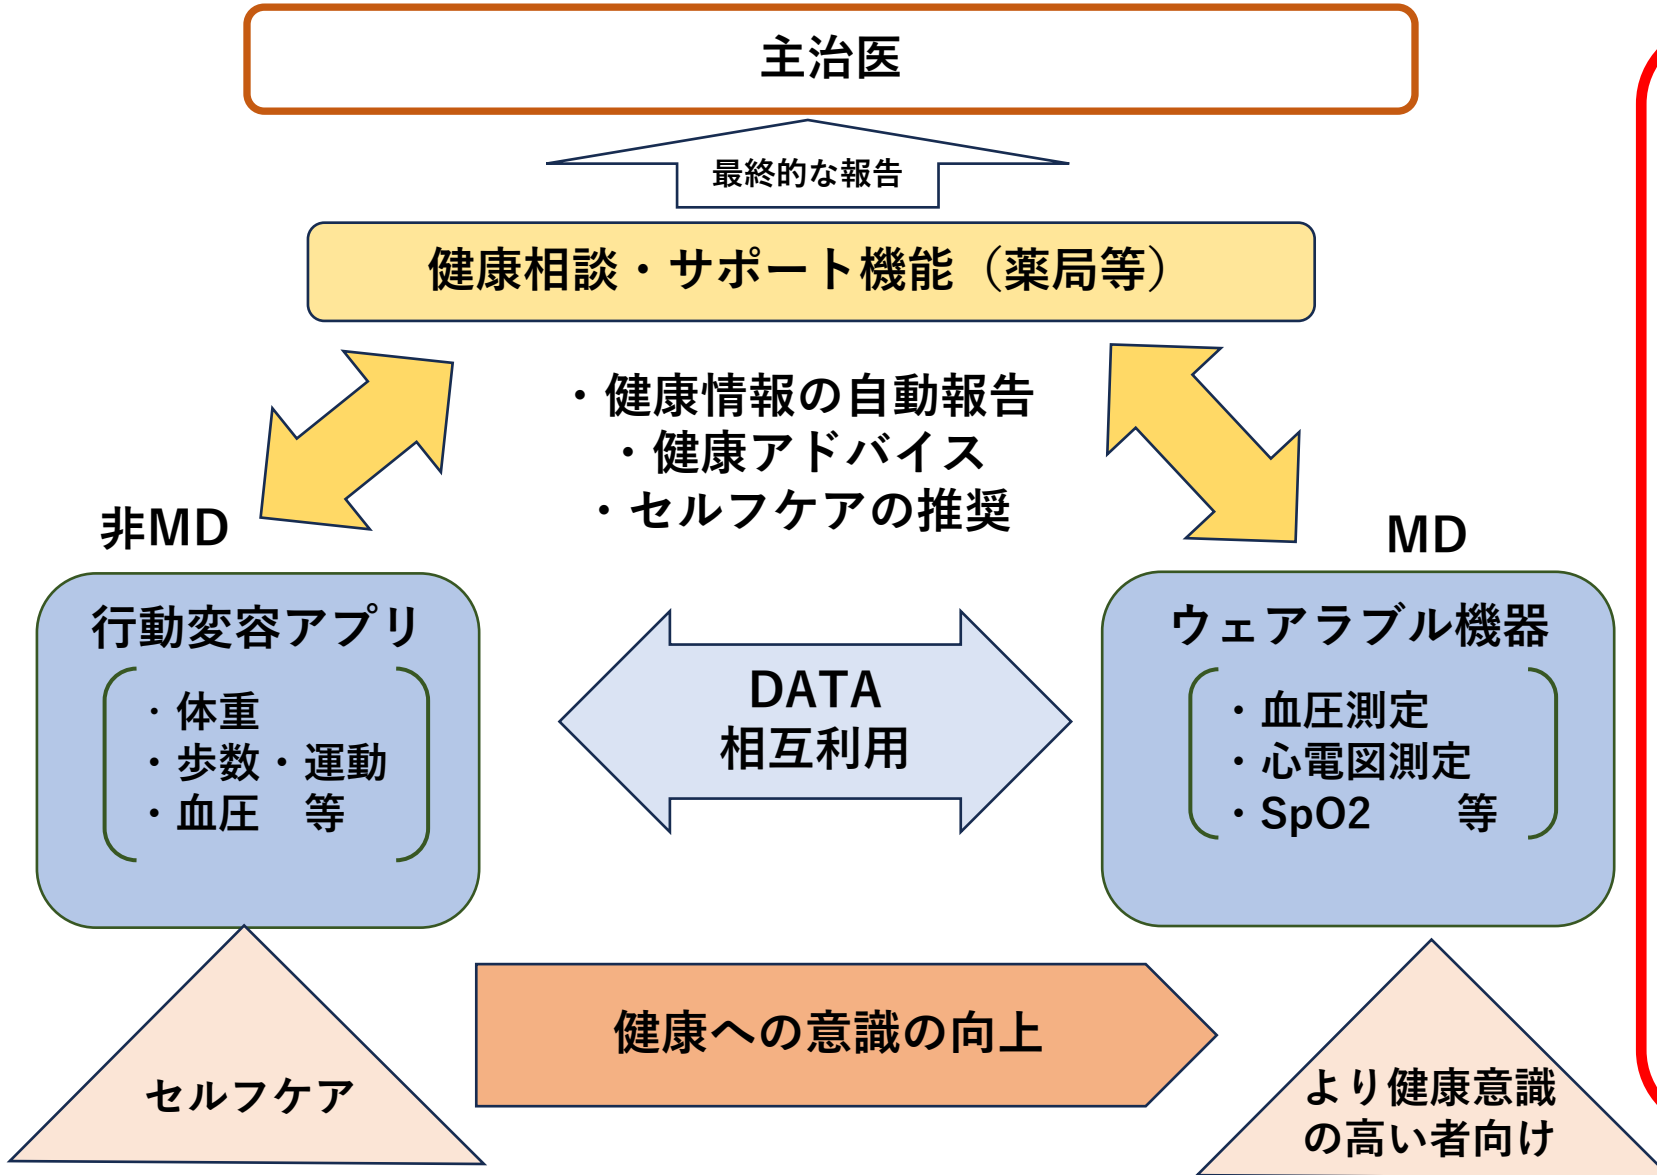 主治医
最終的な報告
健康相談・サポート機能（薬局等）
・健康情報の自動報告
・健康アドバイス
・セルフケアの推奨
非MD
MD
行動変容アプリ
・体重
・歩数・運動
・血圧　等
DATA
相互利用
ウェアラブル機器
・血圧測定
・心電図測定
・SpO2　　等
健康への意識の向上
セルフケア
より健康意識
の高い者向け